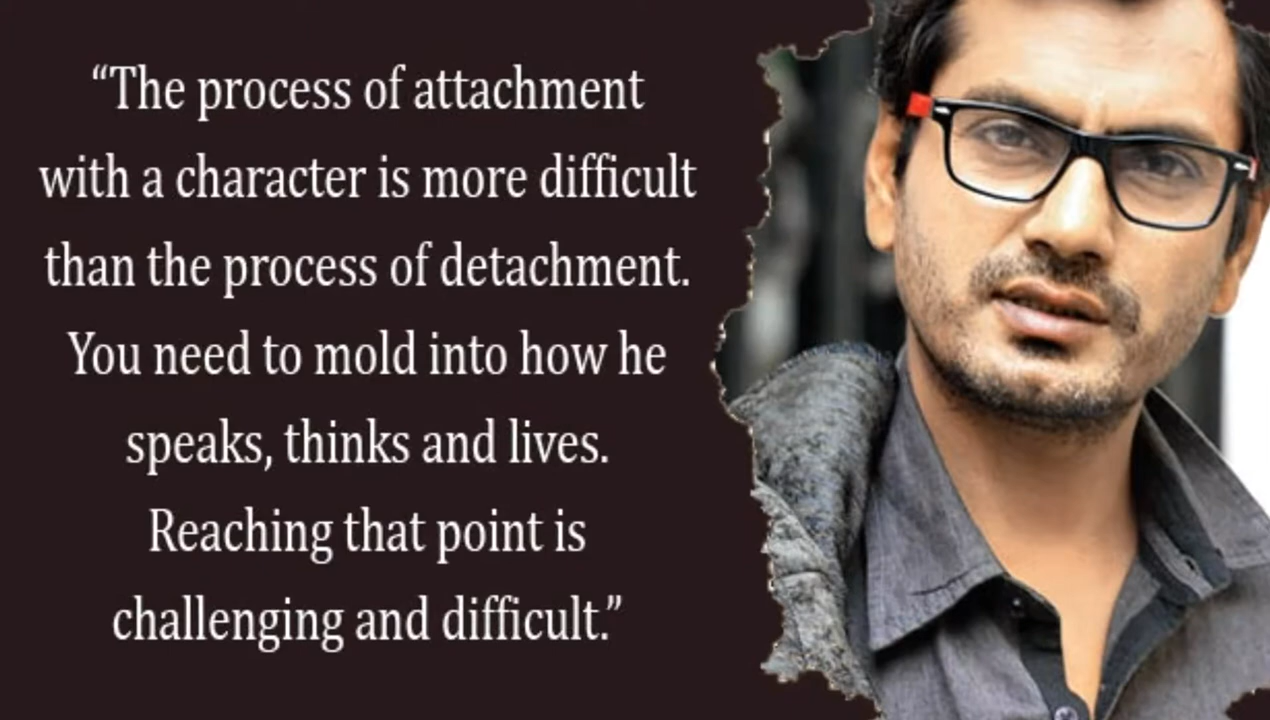 “The process of attachment
with a character is more difficult
than the process of detachment.
You need to mold into how he
speaks, thinks and lives.
Reaching that point is
challenging and difficult.”